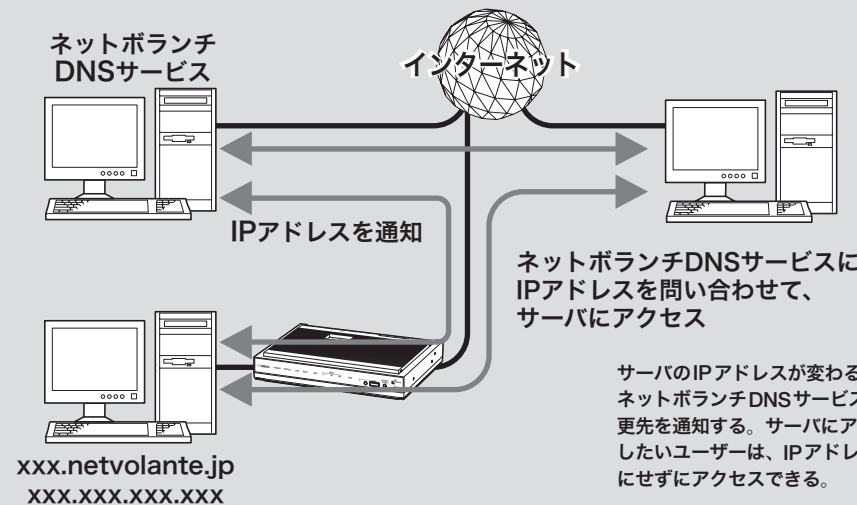 ネットボランチ
DNSサービス
インターネット
IPアドレスを通知
ネットボランチDNSサービスに
IPアドレスを問い合わせて、
サーバにアクセス
サーバのIPアドレスが変わる
ネットボランチDNSサービス
更先を通知する。サーバにア
したいユーザーは、IPアドレ
にせずにアクセスできる。
xxx.netvolante.jp
xxx.xxx.xxx.xxx